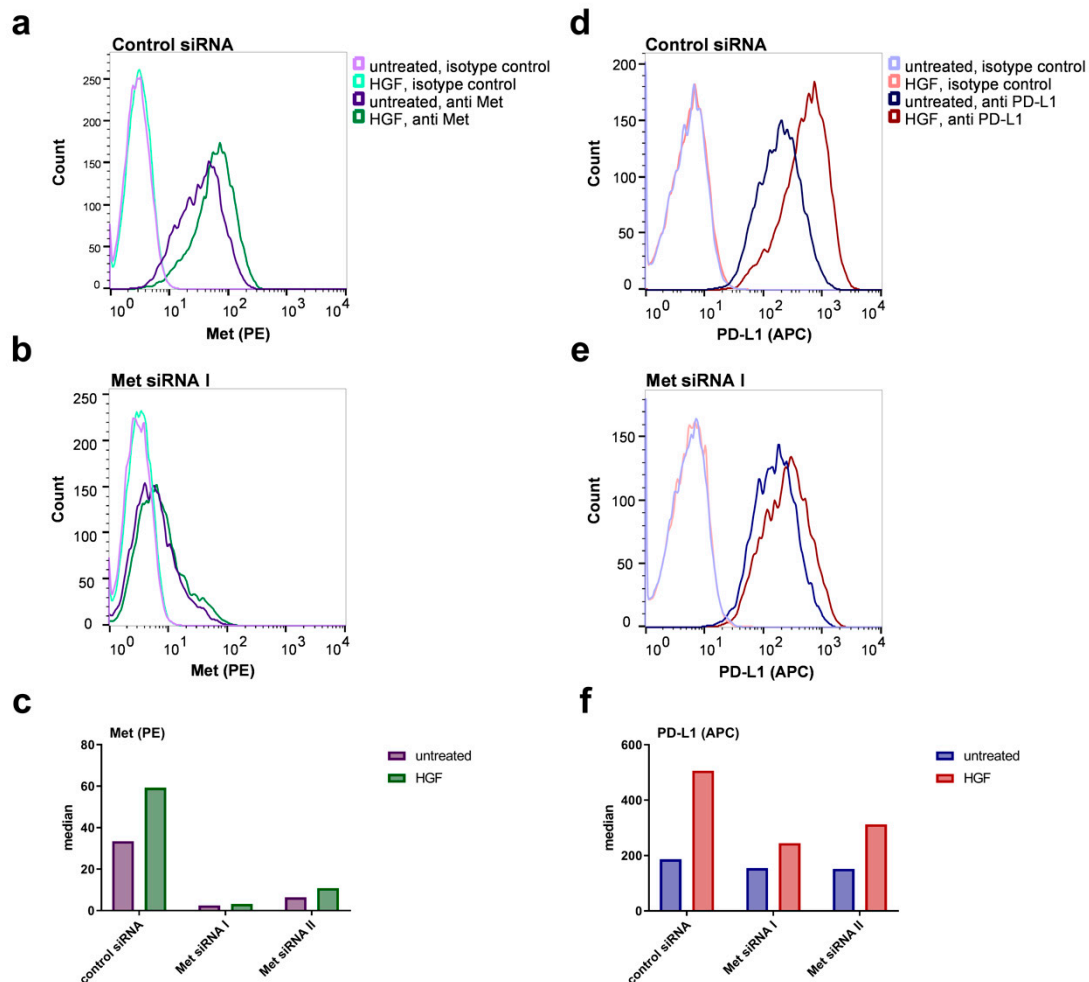 a
Control siRNA
250
200
150
100
50
0
Count
10^0 10^1 10^2 10^3 10^4
Met (PE)
untreated, isotype control
HGF, isotype control
untreated, anti Met
HGF, anti Met
d
Control siRNA
200
150
100
50
0
Count
10^0 10^1 10^2 10^3 10^4
PD-L1 (APC)
untreated, isotype control
HGF, isotype control
untreated, anti PD-L1
HGF, anti PD-L1
b
Met siRNA I
250
200
150
100
50
0
Count
10^0 10^1 10^2 10^3 10^4
Met (PE)
e
Met siRNA I
150
100
50
0
Count
10^0 10^1 10^2 10^3 10^4
PD-L1 (APC)
c
Met (PE)
80
60
40
20
0
median
control siRNA
Met siRNA I
Met siRNA II
untreated
HGF
f
PD-L1 (APC)
600
400
200
0
median
control siRNA
Met siRNA I
Met siRNA II
untreated
HGF